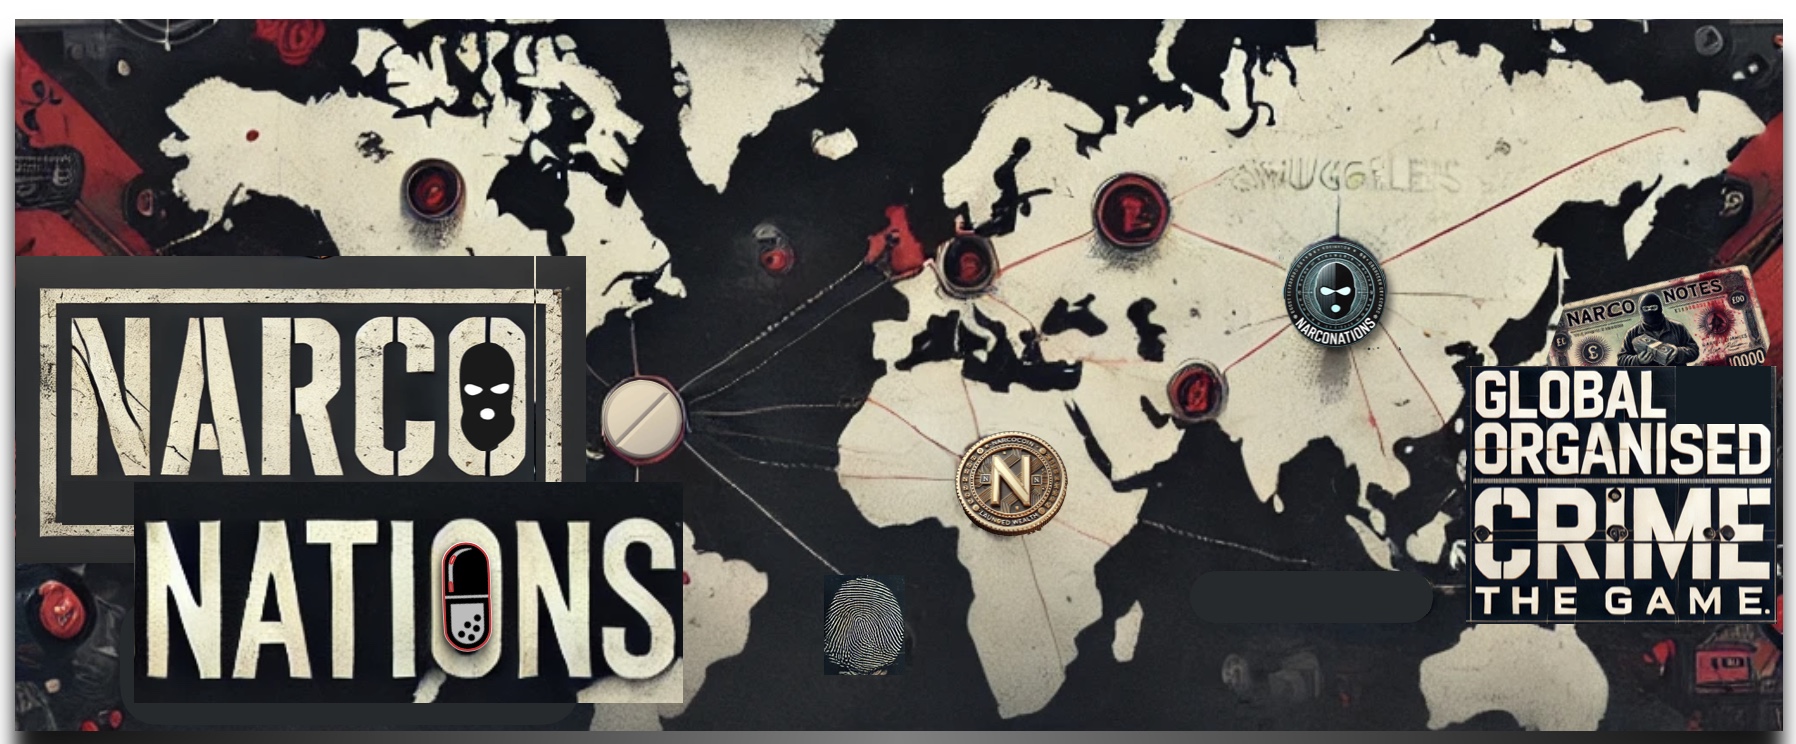 NARCO
NATIONS
NARCOCOIN
N
NARCONATIONS
NARCO NOTES
£
GLOBAL
ORGANISED
CRIME
THE GAME.